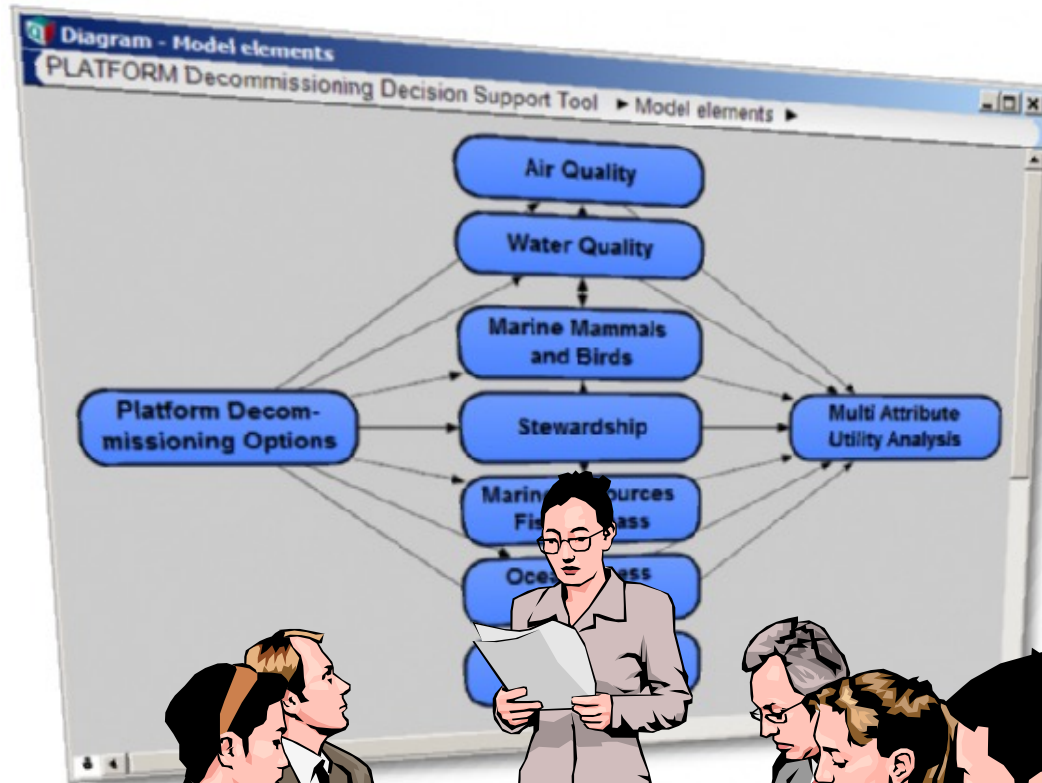 Diagram - Model elements
PLATFORM Decommissioning Decision Support Tool ► Model elements ►
Air Quality
Water Quality
Marine Mammals
and Birds
Platform Decom-
missioning Options
Stewardship
Multi Attribute
Utility Analysis